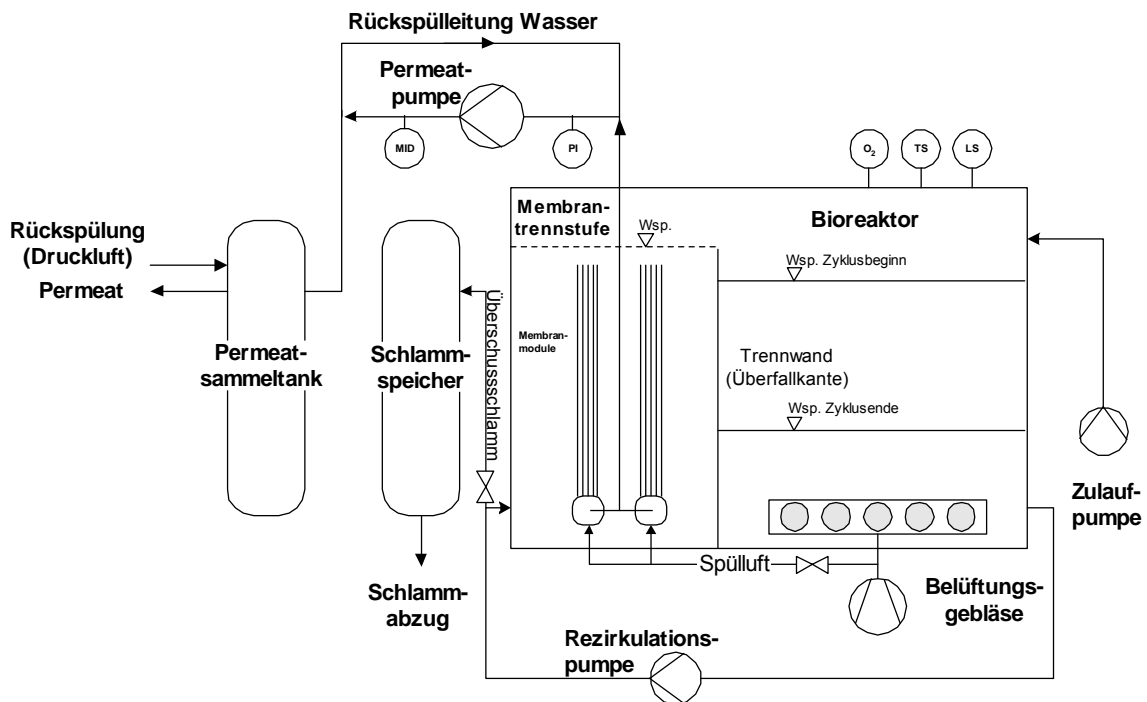 Rückspülleitung Wasser
Permeat-
pumpe
MID
PI
O2
TS
LS
Membran-
trennstufe
Wsp.
Bioreaktor
Rückspülung
(Druckluft)
Permeat
Wsp. Zyklusbeginn
Überschussschlamm
Membran-
module
Permeat-
sammeltank
Schlamm-
speicher
Trennwand
(Überfallkante)
Wsp. Zyklusende
Zulauf-
pumpe
Spülluft
Schlamm-
abzug
Belüftungs-
gebläse
Rezirkulations-
pumpe